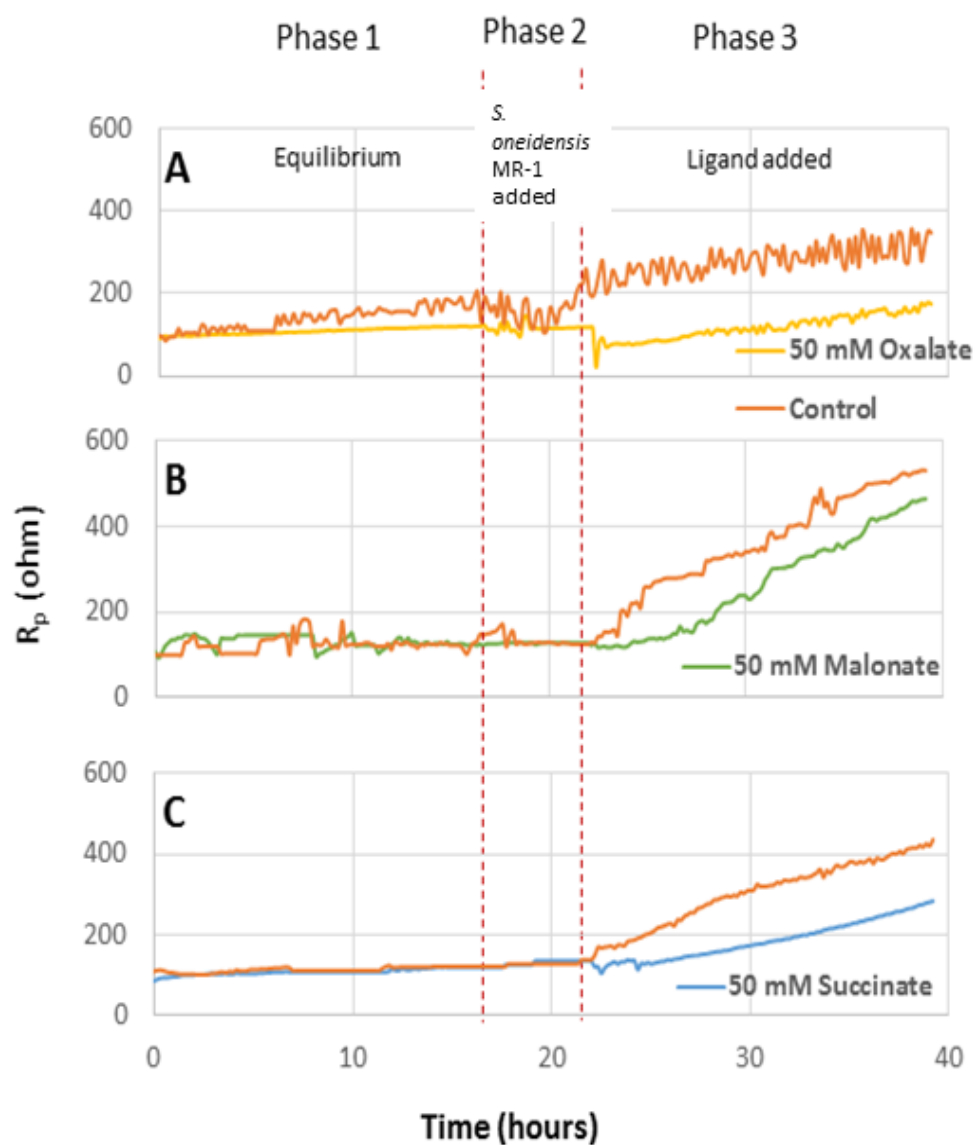 Phase 1 Phase 2 Phase 3
600
400
200
0
A
Equilibrium
S.
oneidensis
MR-1
added
Ligand added
50 mM Oxalate
Control
600
400
200
0
B
50 mM Malonate
Rp (ohm)
600
400
200
0
C
50 mM Succinate
0 10 20 30 40
Time (hours)